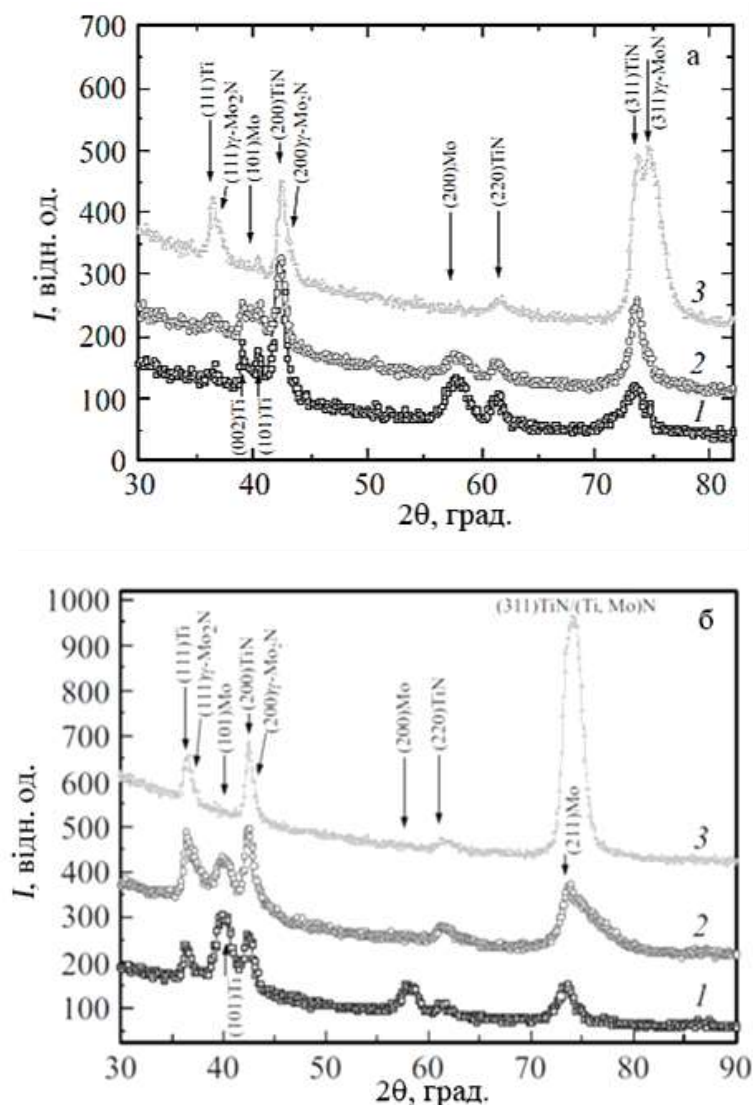 700
600
500
400
300
200
100
0
I, відн. од.
а
(111)Ti
(111)γ-Mo₂N
(101)Mo
(200)TiN
(200)γ-Mo₂N
(200)Mo
(220)TiN
(311)TiN
(311)γ-MoN
3
2
1
(002)Ti
(101)Ti
30
40
50
60
70
80
2θ, град.
1000
900
800
700
600
500
400
300
200
100
I, відн. од.
б
(111)Ti
(111)γ-Mo₂N
(101)Mo
(200)TiN
(200)γ-Mo₂N
(200)Mo
(220)TiN
(311)TiN/(Ti, Mo)N
(211)Mo
3
2
1
(101)Ti
30
40
50
60
70
80
90
2θ, град.